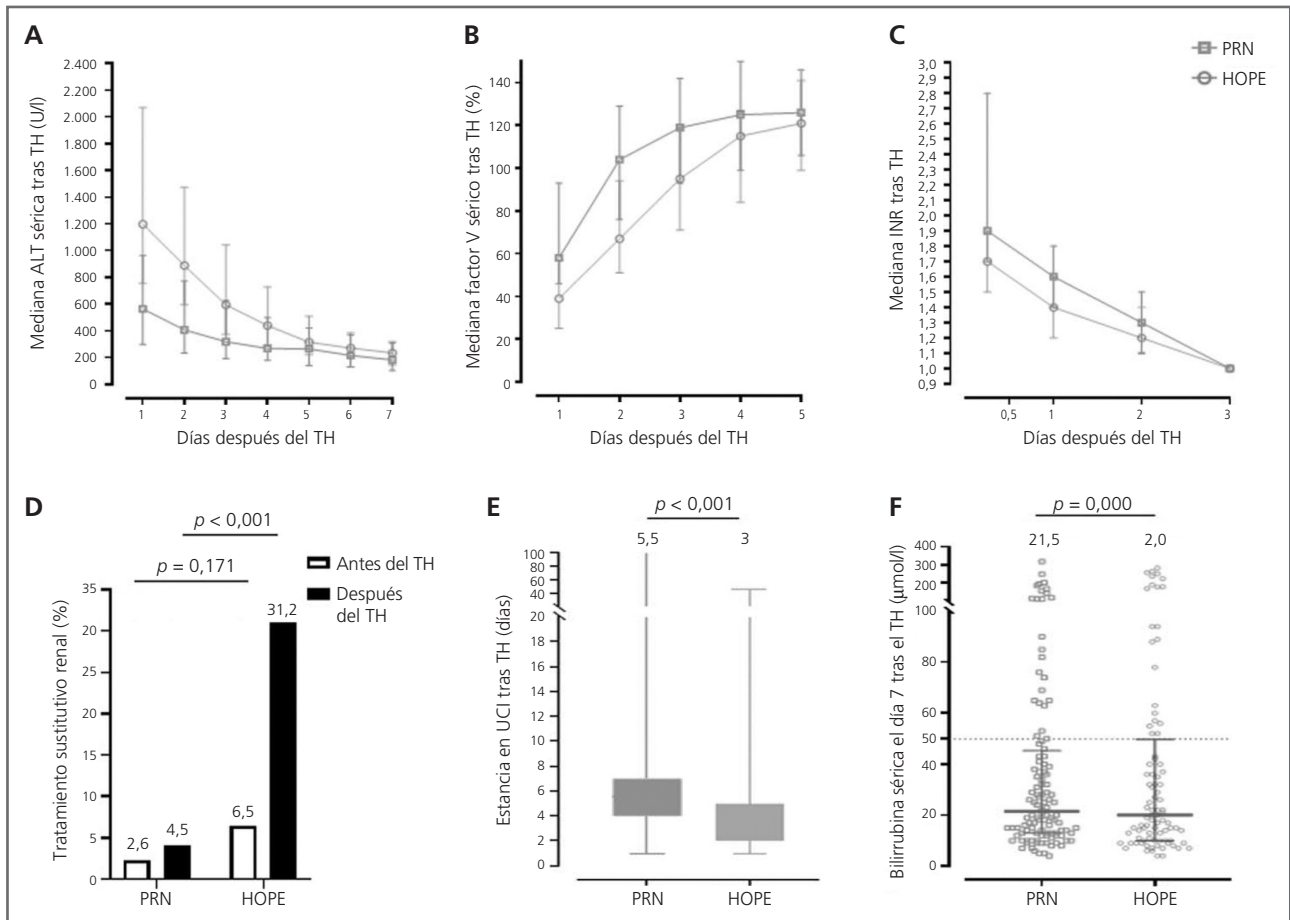 A
2.400
2.200
2.000
1.800
1.600
1.400
1.200
1.000
800
600
400
200
0
Mediana ALT sérica tras TH (U/l)
1 2 3 4 5 6 7
Días después del TH
B
140
120
100
80
60
40
20
0
Mediana factor V sérico tras TH (%)
1 2 3 4 5
Días después del TH
C
PRN
HOPE
3,0
2,9
2,8
2,7
2,6
2,5
2,4
2,3
2,2
2,1
2,0
1,9
1,8
1,7
1,6
1,5
1,4
1,3
1,2
1,1
1,0
0,9
Mediana INR tras TH
0,5 1 2 3
Días después del TH
D
p < 0,001
p = 0,171
Antes del TH
Después
del TH
35
20
25
20
15
10
5
0
Tratamiento sustitutivo renal (%)
2,6 4,5 6,5 31,2
PRN HOPE
E
p < 0,001
5,5 3
100
80
60
40
20
18
16
14
12
10
8
6
4
2
0
Estancia en UCI tras TH (días)
PRN HOPE
F
p = 0,000
21,5 2,0
400
300
200
100
80
60
50
40
20
0
Bilirrubina sérica el día 7 tras el TH (µmol/l)
PRN HOPE